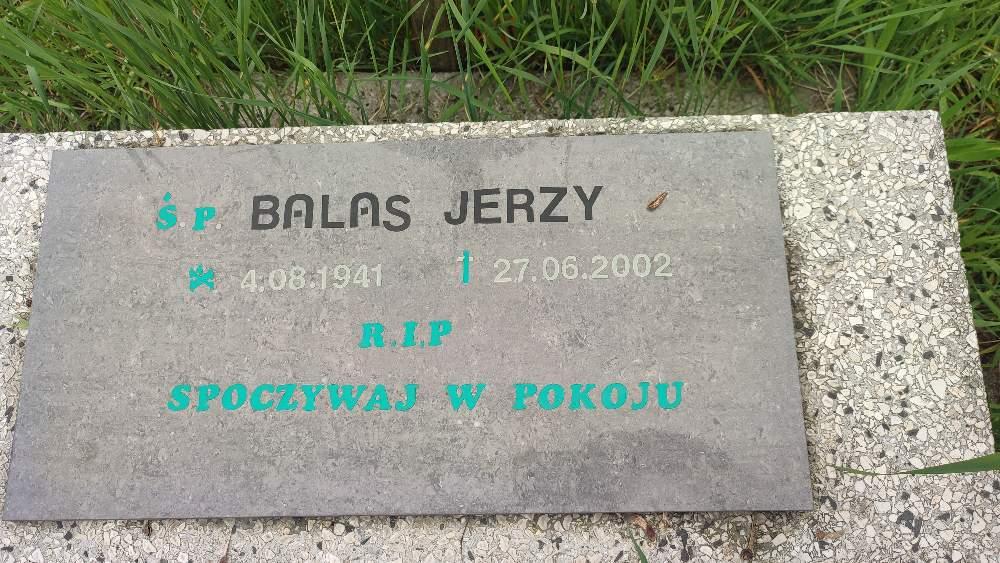 Ś.P. BALAS JERZY
* 4.08.1941 † 27.06.2002
R.I.P
SPOCZYWAJ W POKOJU